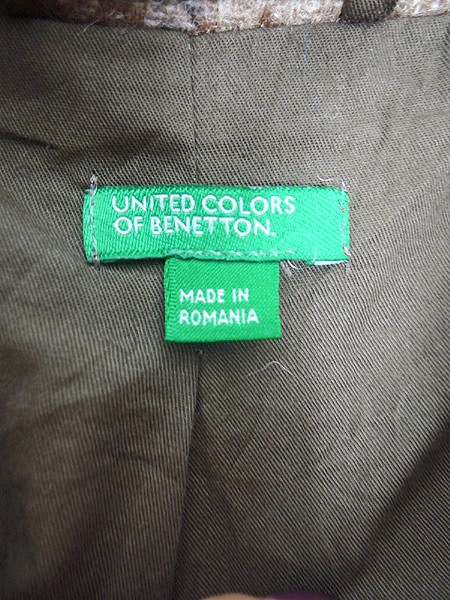 UNITED COLORS
OF BENETTON.
MADE IN
ROMANIA